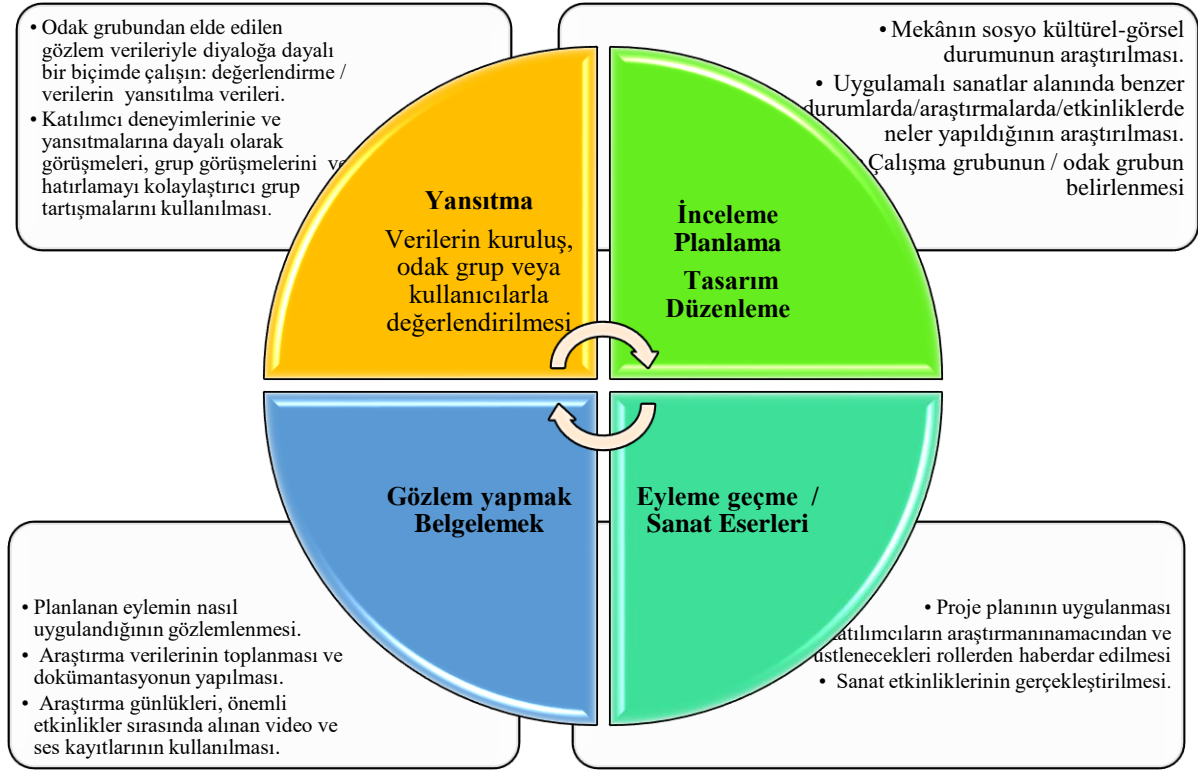 • Odak grubundan elde edilen
gözlem verileriyle diyaloğa dayalı
bir biçimde çalışın: değerlendirme /
verilerin yansıtılma verileri.
• Katılımcı deneyimlerinie ve
yansıtmalarına dayalı olarak
görüşmeleri, grup görüşmelerini ve
hatırlamayı kolaylaştırıcı grup
tartışmalarını kullanılması.
• Mekânın sosyo kültürel-görsel
durumunun araştırılması.
• Uygulamalı sanatlar alanında benzer
durumlarda/araştırmalarda/etkinliklerde
neler yapıldığının araştırılması.
Çalışma grubunun / odak grubun
belirlenmesi
Yansıtma
Verilerin kuruluş,
odak grup veya
kullanıcılarla
değerlendirilmesi
İnceleme
Planlama
Tasarım
Düzenleme
Gözlem yapmak
Belgelemek
Eyleme geçme /
Sanat Eserleri
• Planlanan eylemin nasıl
uygulandığının gözlemlenmesi.
• Araştırma verilerinin toplanması ve
dokümantasyonun yapılması.
• Araştırma günlükleri, önemli
etkinlikler sırasında alınan video ve
ses kayıtlarının kullanılması.
• Proje planının uygulanması
katılımcıların araştırmanınamacından ve
üstlenecekleri rollerden haberdar edilmesi
• Sanat etkinliklerinin gerçekleştirilmesi.